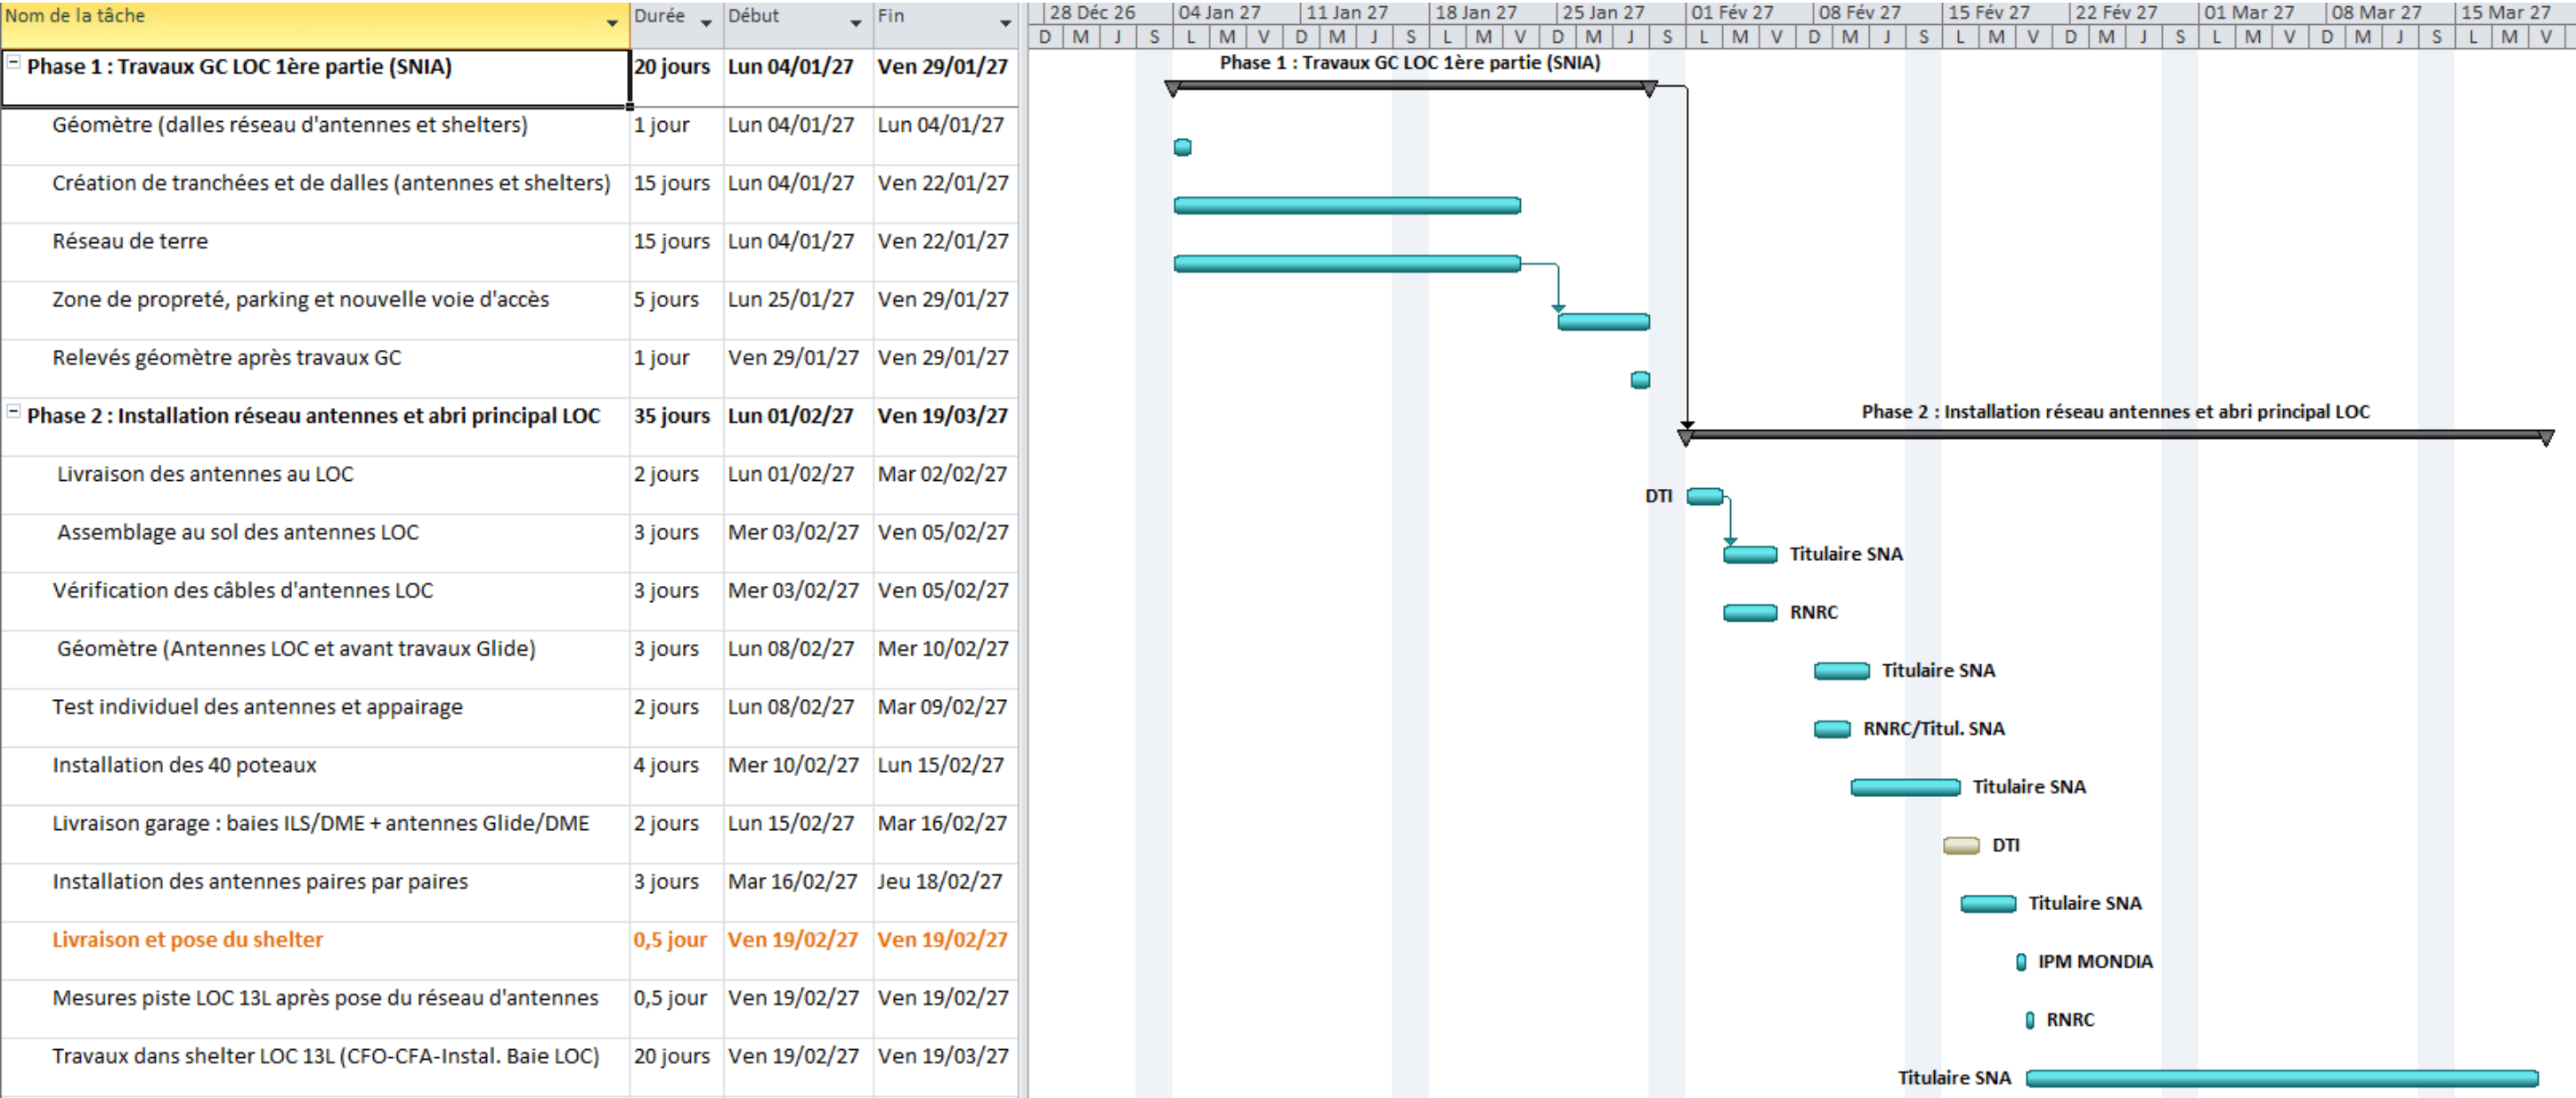 Nom de la tâche Durée Début Fin 28 Déc 26 04 Jan 27 11 Jan 27 18 Jan 27 25 Jan 27 01 Fév 27 08 Fév 27 15 Fév 27 22 Fév 27 01 Mar 27 08 Mar 27 15 Mar 27
D M J S L M V D M J S L M V D M J S L M V D M J S L M V D M J S L M V D M J S L M V
Phase 1 : Travaux GC LOC 1ère partie (SNIA) 20 jours Lun 04/01/27 Ven 29/01/27 Phase 1 : Travaux GC LOC 1ère partie (SNIA)
Géomètre (dalles réseau d'antennes et shelters) 1 jour Lun 04/01/27 Lun 04/01/27
Création de tranchées et de dalles (antennes et shelters) 15 jours Lun 04/01/27 Ven 22/01/27
Réseau de terre 15 jours Lun 04/01/27 Ven 22/01/27
Zone de propreté, parking et nouvelle voie d'accès 5 jours Lun 25/01/27 Ven 29/01/27
Relevés géomètre après travaux GC 1 jour Ven 29/01/27 Ven 29/01/27
Phase 2 : Installation réseau antennes et abri principal LOC 35 jours Lun 01/02/27 Ven 19/03/27 Phase 2 : Installation réseau antennes et abri principal LOC
Livraison des antennes au LOC 2 jours Lun 01/02/27 Mar 02/02/27 DTI
Assemblage au sol des antennes LOC 3 jours Mer 03/02/27 Ven 05/02/27 Titulaire SNA
Vérification des câbles d'antennes LOC 3 jours Mer 03/02/27 Ven 05/02/27 RNRC
Géomètre (Antennes LOC et avant travaux Glide) 3 jours Lun 08/02/27 Mer 10/02/27 Titulaire SNA
Test individuel des antennes et appairage 2 jours Lun 08/02/27 Mar 09/02/27 RNRC/Titul. SNA
Installation des 40 poteaux 4 jours Mer 10/02/27 Lun 15/02/27 Titulaire SNA
Livraison garage : baies ILS/DME + antennes Glide/DME 2 jours Lun 15/02/27 Mar 16/02/27 DTI
Installation des antennes paires par paires 3 jours Mar 16/02/27 Jeu 18/02/27 Titulaire SNA
Livraison et pose du shelter 0,5 jour Ven 19/02/27 Ven 19/02/27 IPM MONDIA
Mesures piste LOC 13L après pose du réseau d'antennes 0,5 jour Ven 19/02/27 Ven 19/02/27 RNRC
Travaux dans shelter LOC 13L (CFO-CFA-Instal. Baie LOC) 20 jours Ven 19/02/27 Ven 19/03/27 Titulaire SNA